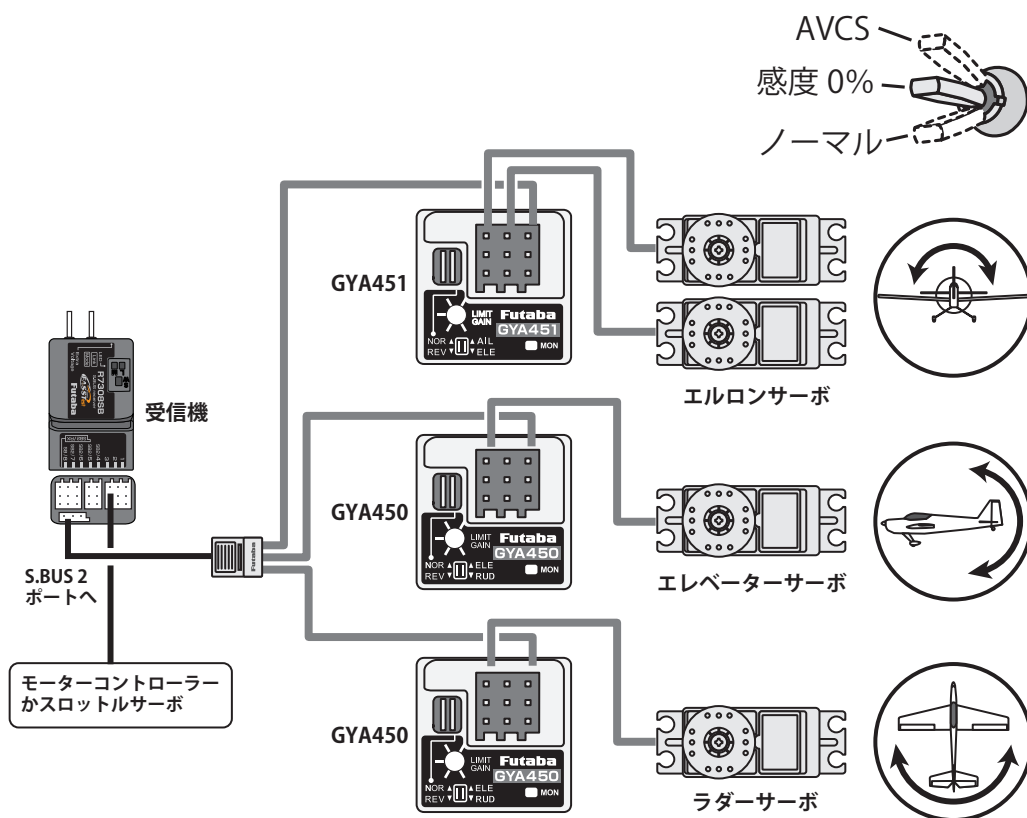 AVCS
感度 0%
ノーマル
GYA451
LIMIT
GAIN
Futaba
GYA451
NOR
AIL
REV
ELE
MON
エルロンサーボ
R7308SB
Futaba
受信機
GYA450
LIMIT
GAIN
Futaba
GYA450
NOR
ELE
REV
RUD
MON
エレベーターサーボ
Futaba
S.BUS 2
ポートへ
モーターコントローラー
かスロットルサーボ
GYA450
LIMIT
GAIN
Futaba
GYA450
NOR
ELE
REV
RUD
MON
ラダーサーボ